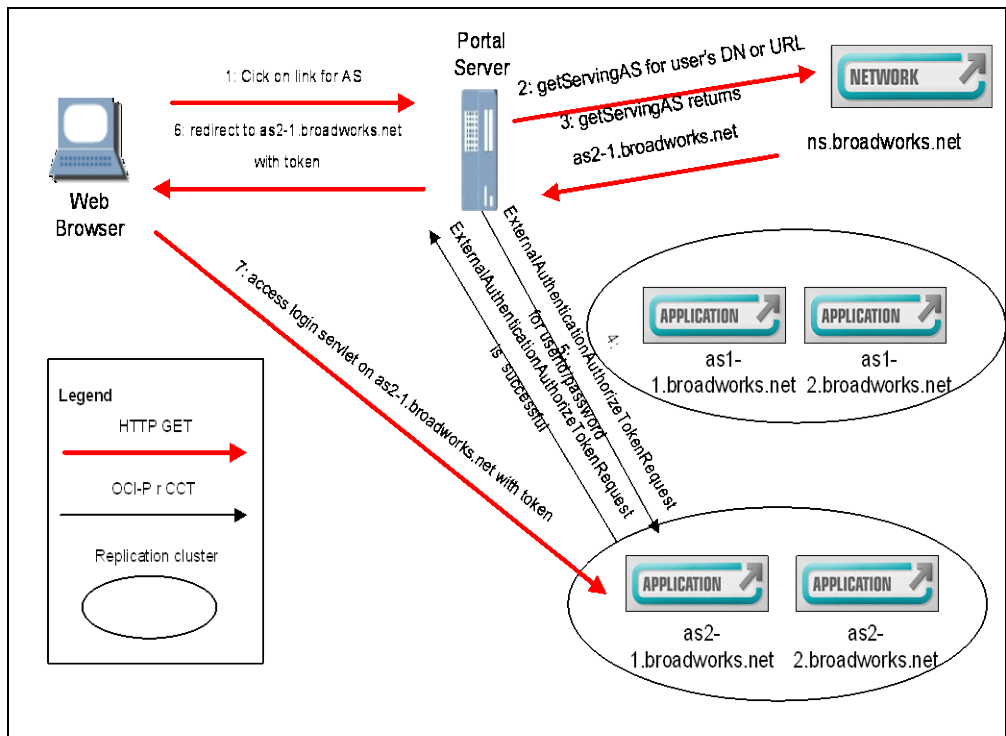 Portal
Server
1: Cick on link for AS
6: redirect to as2-1.broadworks.net
with token
Web
Browser
2: getServingAS for user's DN or URL
3: getServingAS returns
as2-1.broadworks.net
NETWORK
ns.broadworks.net
4:
ExternalAuthenticationAuthorizeTokenRequest
for userId/password
5:
ExternalAuthenticationAuthorizeTokenRequest
is successful
7: access login servlet on as2-1.broadworks.net with token
APPLICATION
as1-
1.broadworks.net
APPLICATION
as1-
2.broadworks.net
Legend
HTTP GET
OCI-P r CCT
Replication cluster
APPLICATION
as2-
1.broadworks.net
APPLICATION
as2-
2.broadworks.net